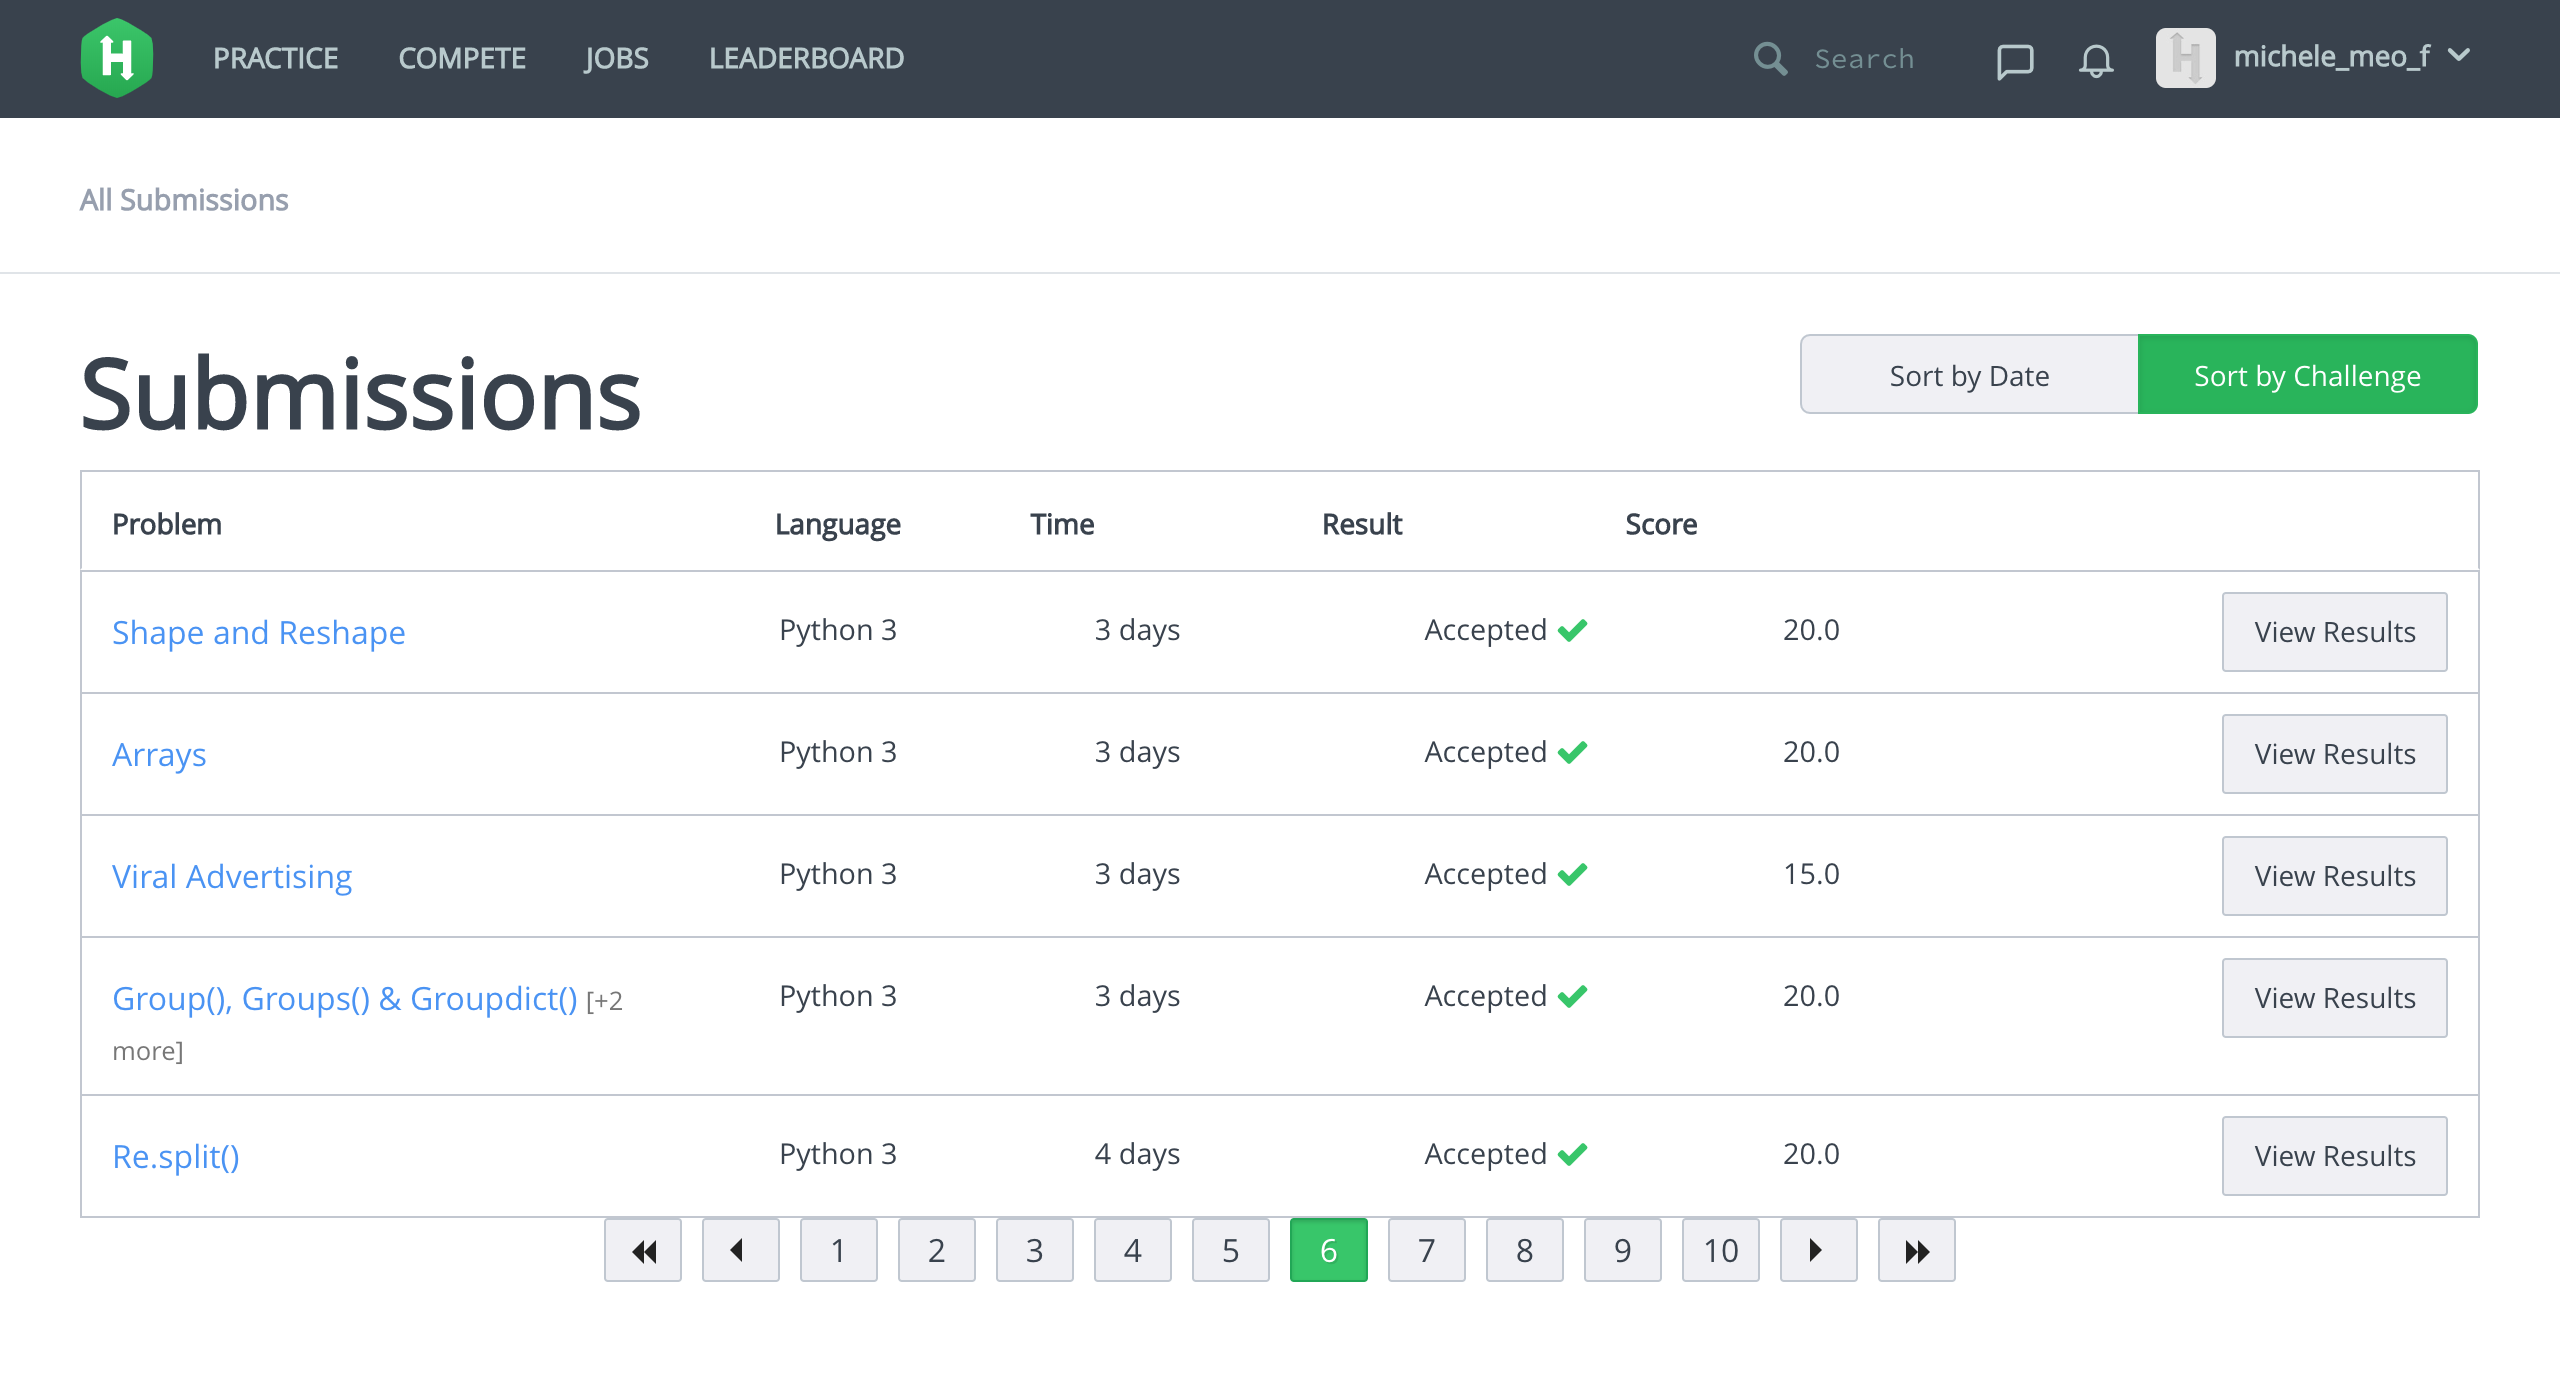 PRACTICE COMPETE JOBS LEADERBOARD Search michele_meo_f
All Submissions
Submissions
Sort by Date Sort by Challenge
Problem Language Time Result Score
Shape and Reshape Python 3 3 days Accepted 20.0 View Results
Arrays Python 3 3 days Accepted 20.0 View Results
Viral Advertising Python 3 3 days Accepted 15.0 View Results
Group(), Groups() & Groupdict() [+2 Python 3 3 days Accepted 20.0 View Results
more]
Re.split() Python 3 4 days Accepted 20.0 View Results
1 2 3 4 5 6 7 8 9 10